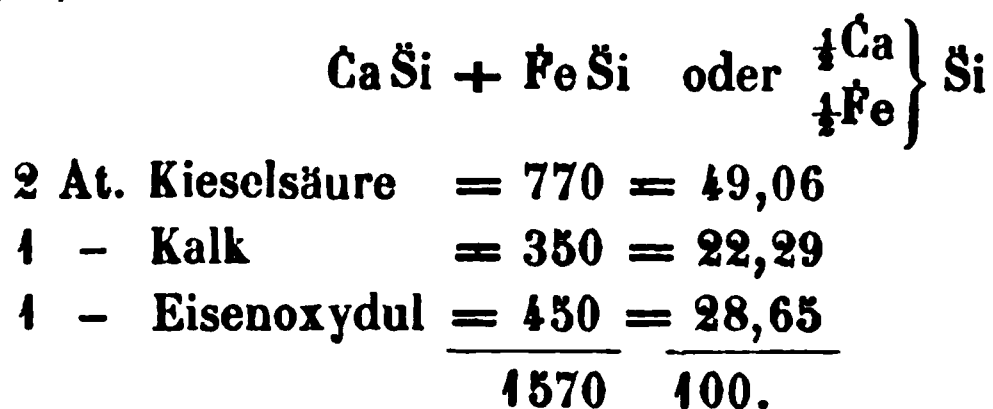 ĊaS̈i + ḞeS̈i oder ½Ċa ½Ḟe } S̈i
2 At. Kieselsäure = 770 = 49,06
1 – Kalk = 350 = 22,29
1 – Eisenoxydul = 450 = 28,65
1570 100.